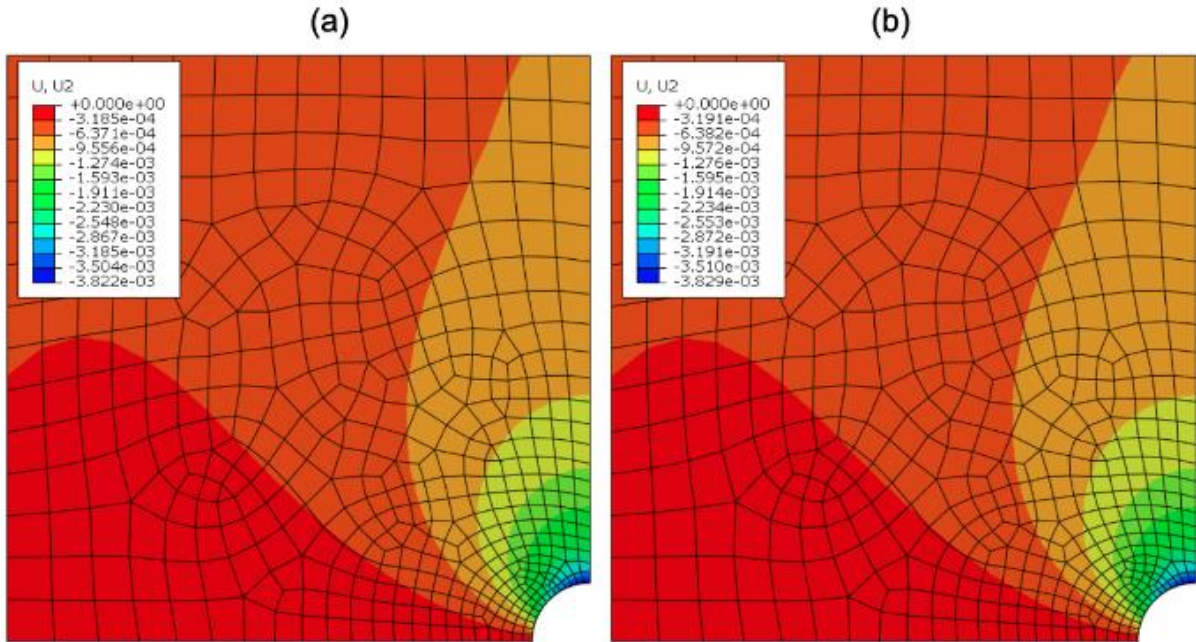 (a)
(b)
U, U2
+0.000e+00
-3.185e-04
-6.371e-04
-9.556e-04
-1.274e-03
-1.593e-03
-1.911e-03
-2.230e-03
-2.548e-03
-2.867e-03
-3.185e-03
-3.504e-03
-3.822e-03
U, U2
+0.000e+00
-3.191e-04
-6.382e-04
-9.572e-04
-1.276e-03
-1.595e-03
-1.914e-03
-2.234e-03
-2.553e-03
-2.872e-03
-3.191e-03
-3.510e-03
-3.829e-03